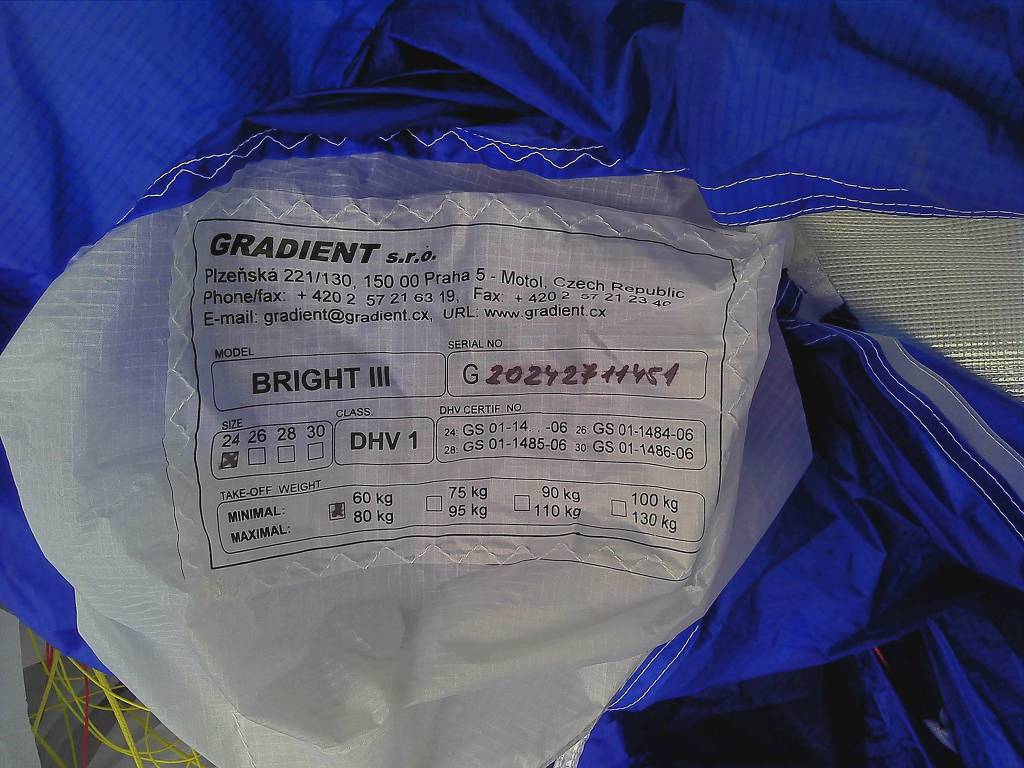 GRADIENT s.r.o.
Plzeňská 221/130, 150 00 Praha 5 - Motol, Czech Republic
Phone/fax: +420 2 57 21 63 19, Fax: +420 2 57 21 23 40
E-mail: gradient@gradient.cx, URL: www.gradient.cx
MODEL SERIAL NO
BRIGHT III G 20242711451
SIZE CLASS DHV CERTIF. NO
24 26 28 30 DHV 1 24: GS 01-14 -06 26: GS 01-1484-06
28: GS 01-1485-06 30: GS 01-1486-06
TAKE-OFF WEIGHT
MINIMAL: 60 kg 75 kg 90 kg 100 kg
MAXIMAL: 80 kg 95 kg 110 kg 130 kg